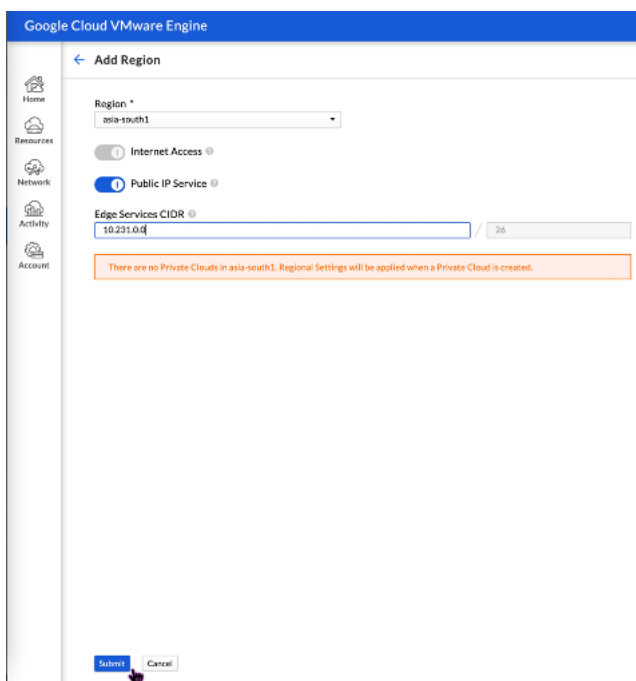 Google Cloud VMware Engine
Add Region
Home
Resources
Network
Activity
Account
Region *
asia-south1
Internet Access
Public IP Service
Edge Services CIDR
10.231.0.0
/ 26
There are no Private Clouds in asia-south1. Regional Settings will be applied when a Private Cloud is created.
Submit Cancel